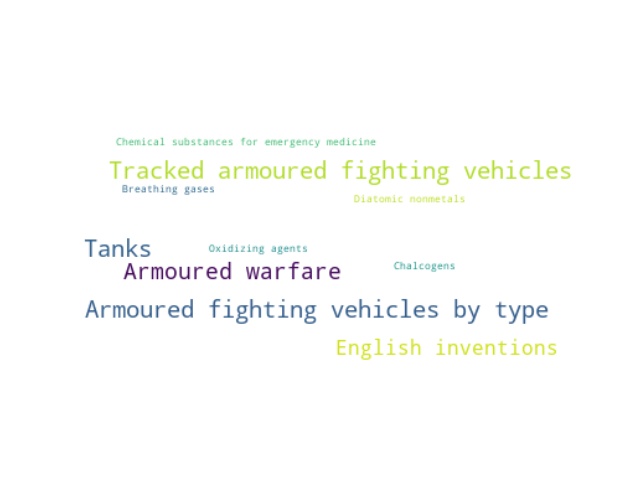 Chemical substances for emergency medicine
Tracked armoured fighting vehicles
Breathing gases
Diatomic nonmetals
Tanks
Oxidizing agents
Armoured warfare
Chalcogens
Armoured fighting vehicles by type
English inventions